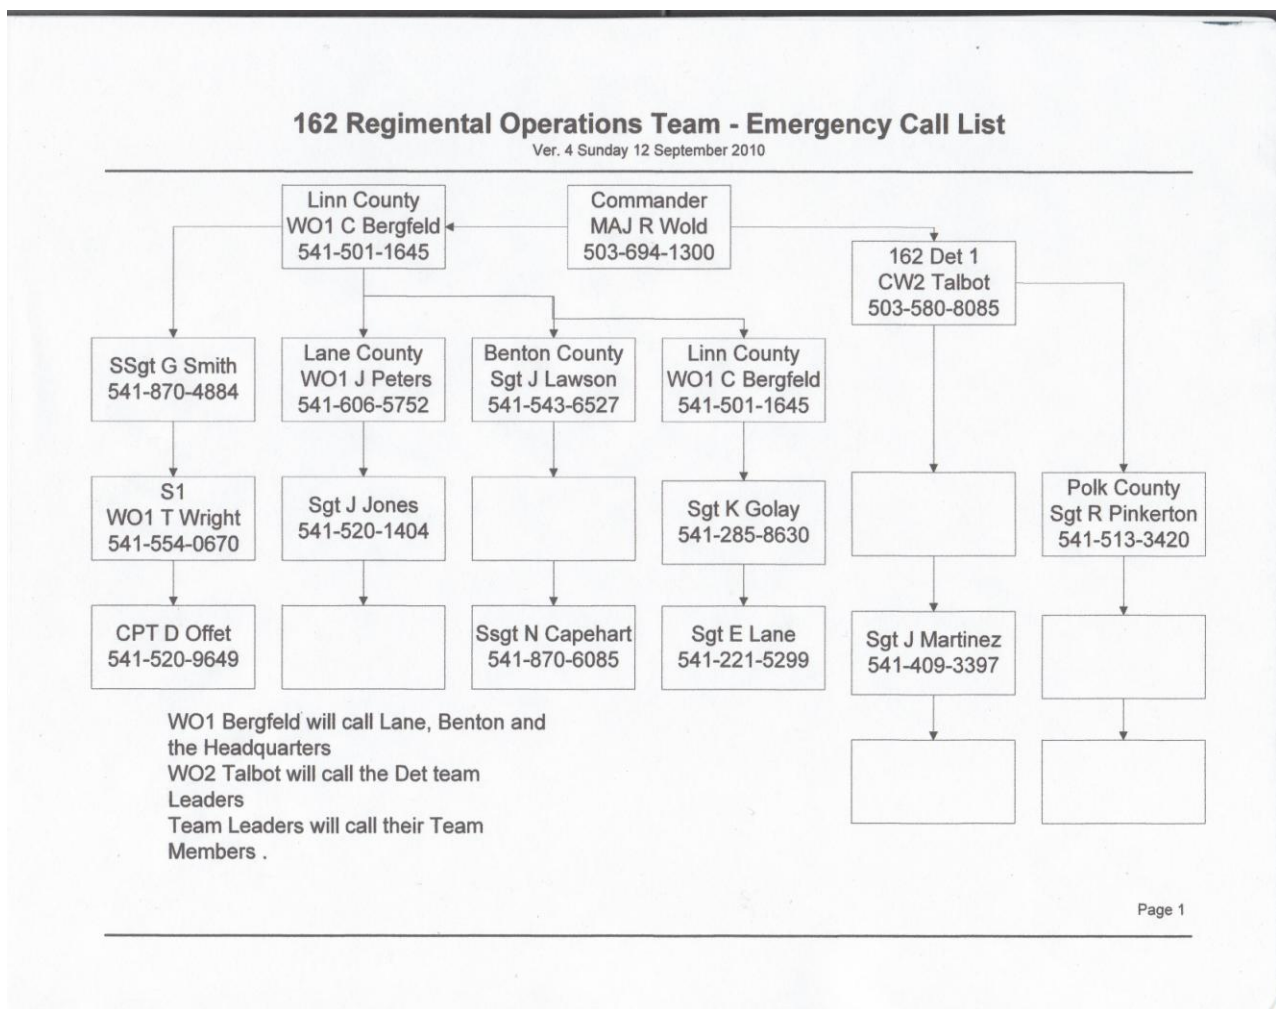 162 Regimental Operations Team - Emergency Call List
Ver. 4 Sunday 12 September 2010
Linn County
WO1 C Bergfeld
541-501-1645
Commander
MAJ R Wold
503-694-1300
162 Det 1
CW2 Talbot
503-580-8085
SSgt G Smith
541-870-4884
Lane County
WO1 J Peters
541-606-5752
Benton County
Sgt J Lawson
541-543-6527
Linn County
WO1 C Bergfeld
541-501-1645
S1
WO1 T Wright
541-554-0670
Sgt J Jones
541-520-1404
Sgt K Golay
541-285-8630
Polk County
Sgt R Pinkerton
541-513-3420
CPT D Offet
541-520-9649
Ssgt N Capehart
541-870-6085
Sgt E Lane
541-221-5299
Sgt J Martinez
541-409-3397
WO1 Bergfeld will call Lane, Benton and
the Headquarters
WO2 Talbot will call the Det team
Leaders
Team Leaders will call their Team
Members .
Page 1